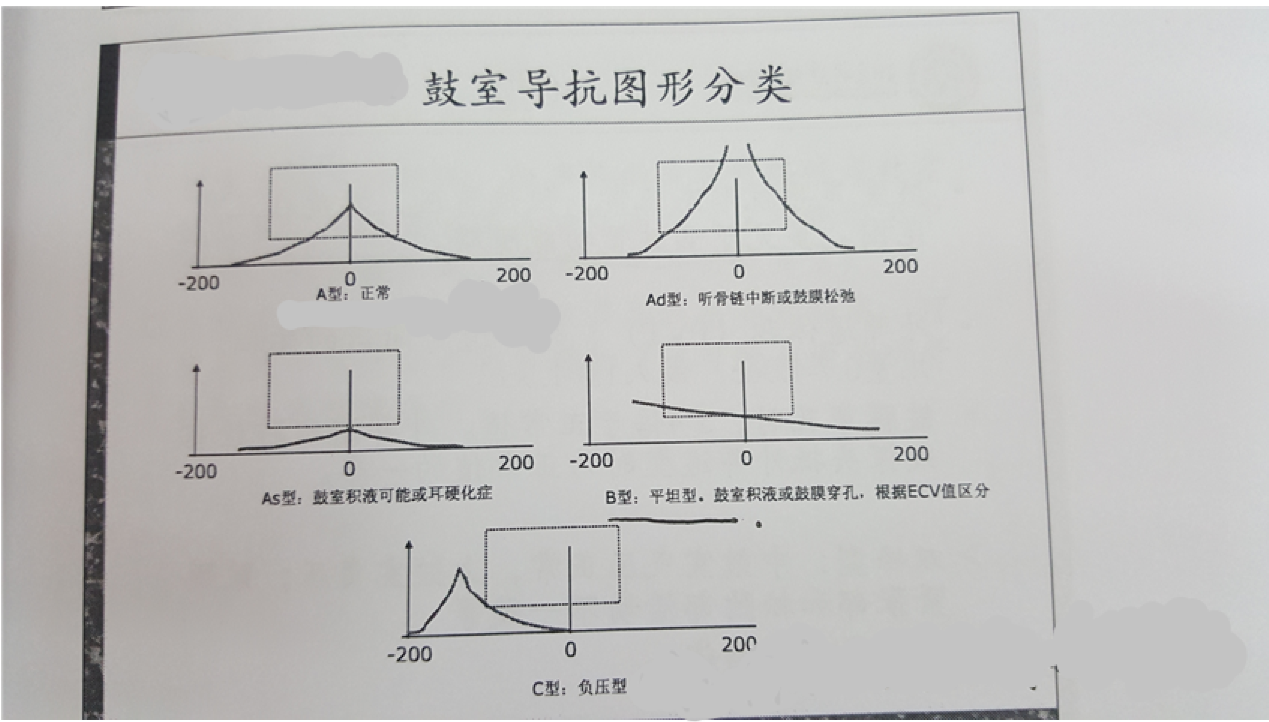 鼓室导抗图形分类
-200 0 200
A型：正常
-200 0 200
Ad型：听骨链中断或鼓膜松弛
-200 0 200
As型：鼓室积液可能或耳硬化症
-200 0 200
B型：平坦型。鼓室积液或鼓膜穿孔，根据ECV值区分
-200 0 200
C型：负压型